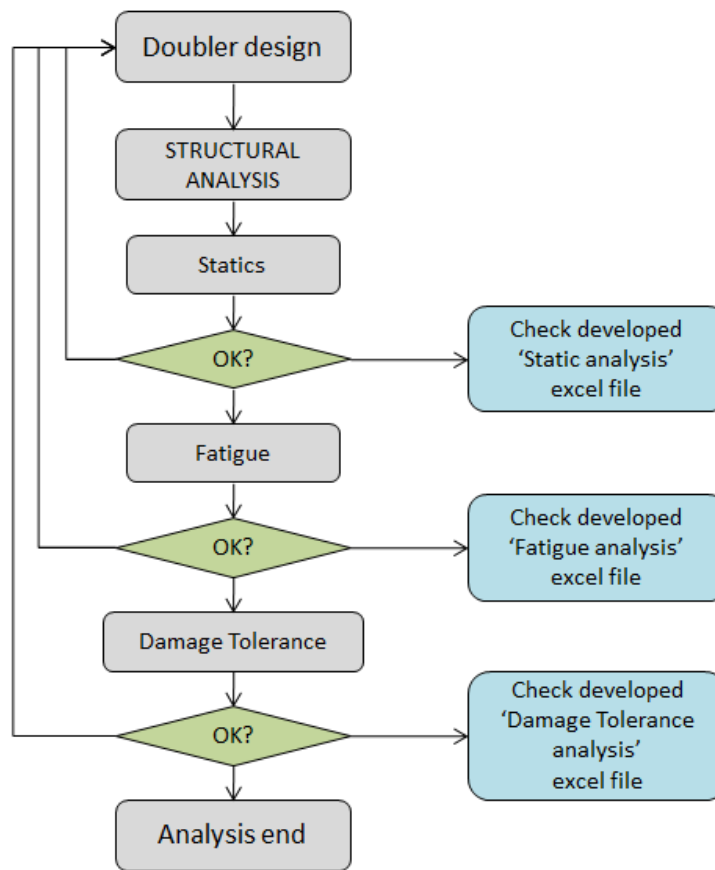 Doubler design
STRUCTURAL
ANALYSIS
Statics
OK?
Check developed
‘Static analysis’
excel file
Fatigue
OK?
Check developed
‘Fatigue analysis’
excel file
Damage Tolerance
OK?
Check developed
‘Damage Tolerance
analysis’
excel file
Analysis end